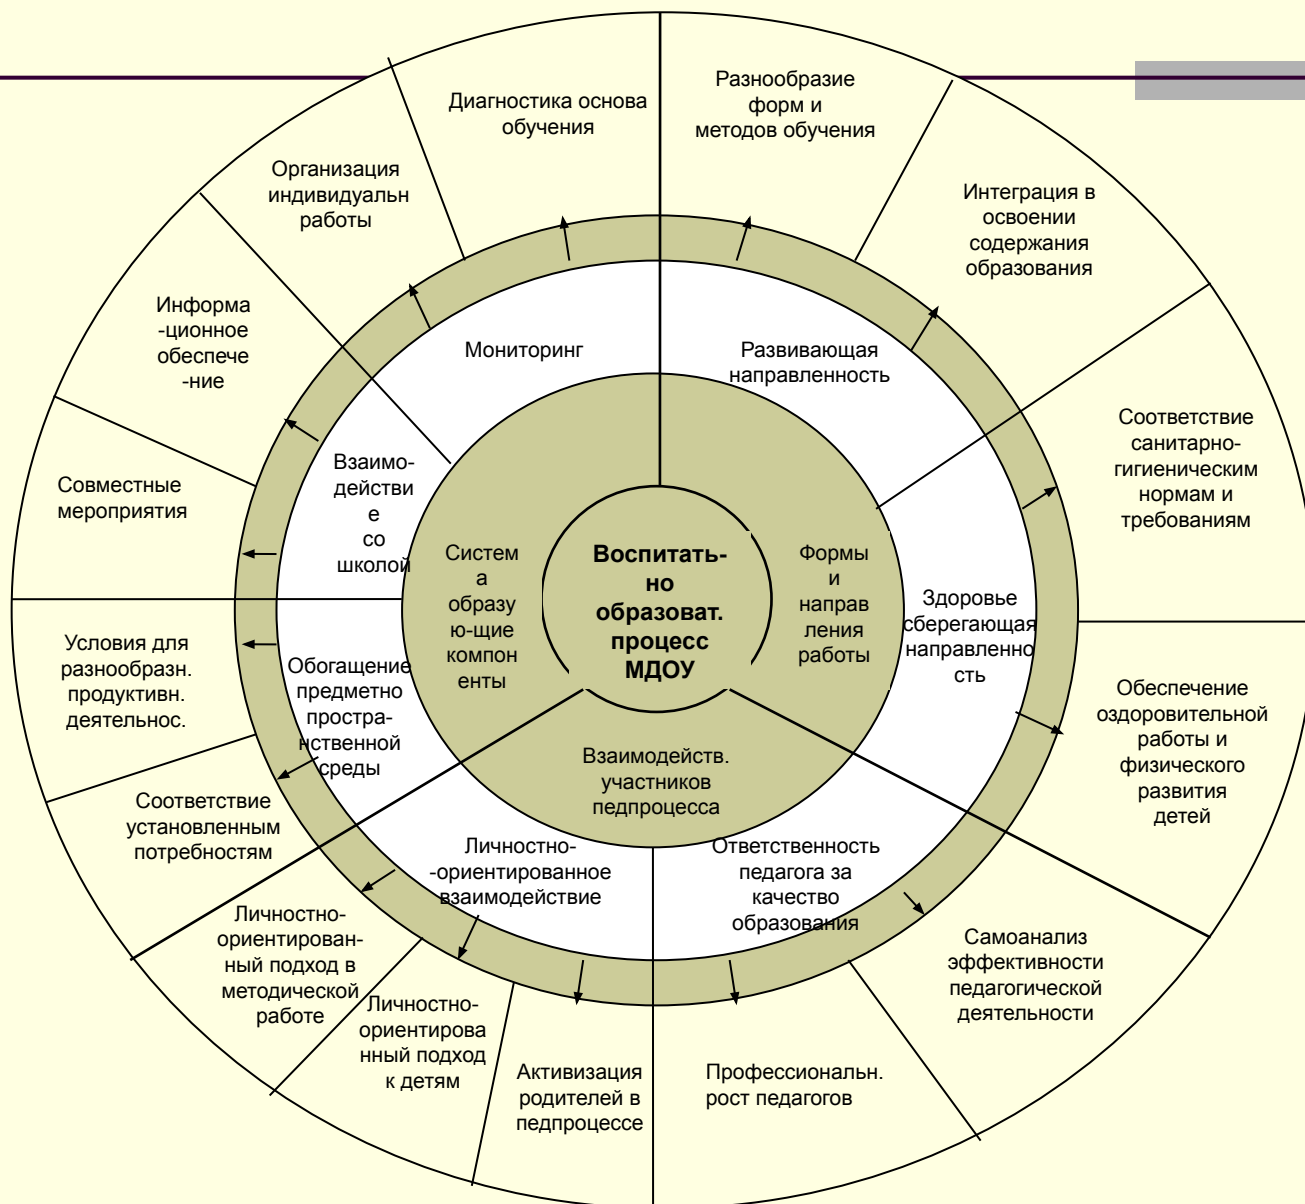 Диагностика основа
обучения
Разнообразие
форм и
методов обучения
Организация
индивидуальн
работы
Интеграция в
освоении
содержания
образования
Информа
-ционное
обеспече
-ние
Мониторинг
Развивающая
направленность
Соответствие
санитарно-
гигиеническим
нормам и
требованиям
Совместные
мероприятия
Взаимо-
действи
е
со
школой
Систем
а
образу
ю-щие
компон
енты
Воспитать-
но
образоват.
процесс
МДОУ
Формы
и
направ
ления
работы
Здоровье
сберегающая
направленно
сть
Условия для
разнообразн.
продуктивн.
деятельнос.
Обогащение
предметно
простра-
нственной
среды
Обеспечение
оздоровительной
работы и
физического
развития
детей
Взаимодейств.
участников
педпроцесса
Соответствие
установленным
потребностям
Личностно-
-ориентированное
взаимодействие
Ответственность
педагога за
качество
образования
Личностно-
ориентирован-
ный подход в
методической
работе
Личностно-
ориентирова
нный подход
к детям
Активизация
родителей в
педпроцессе
Профессиональн.
рост педагогов
Самоанализ
эффективности
педагогической
деятельности